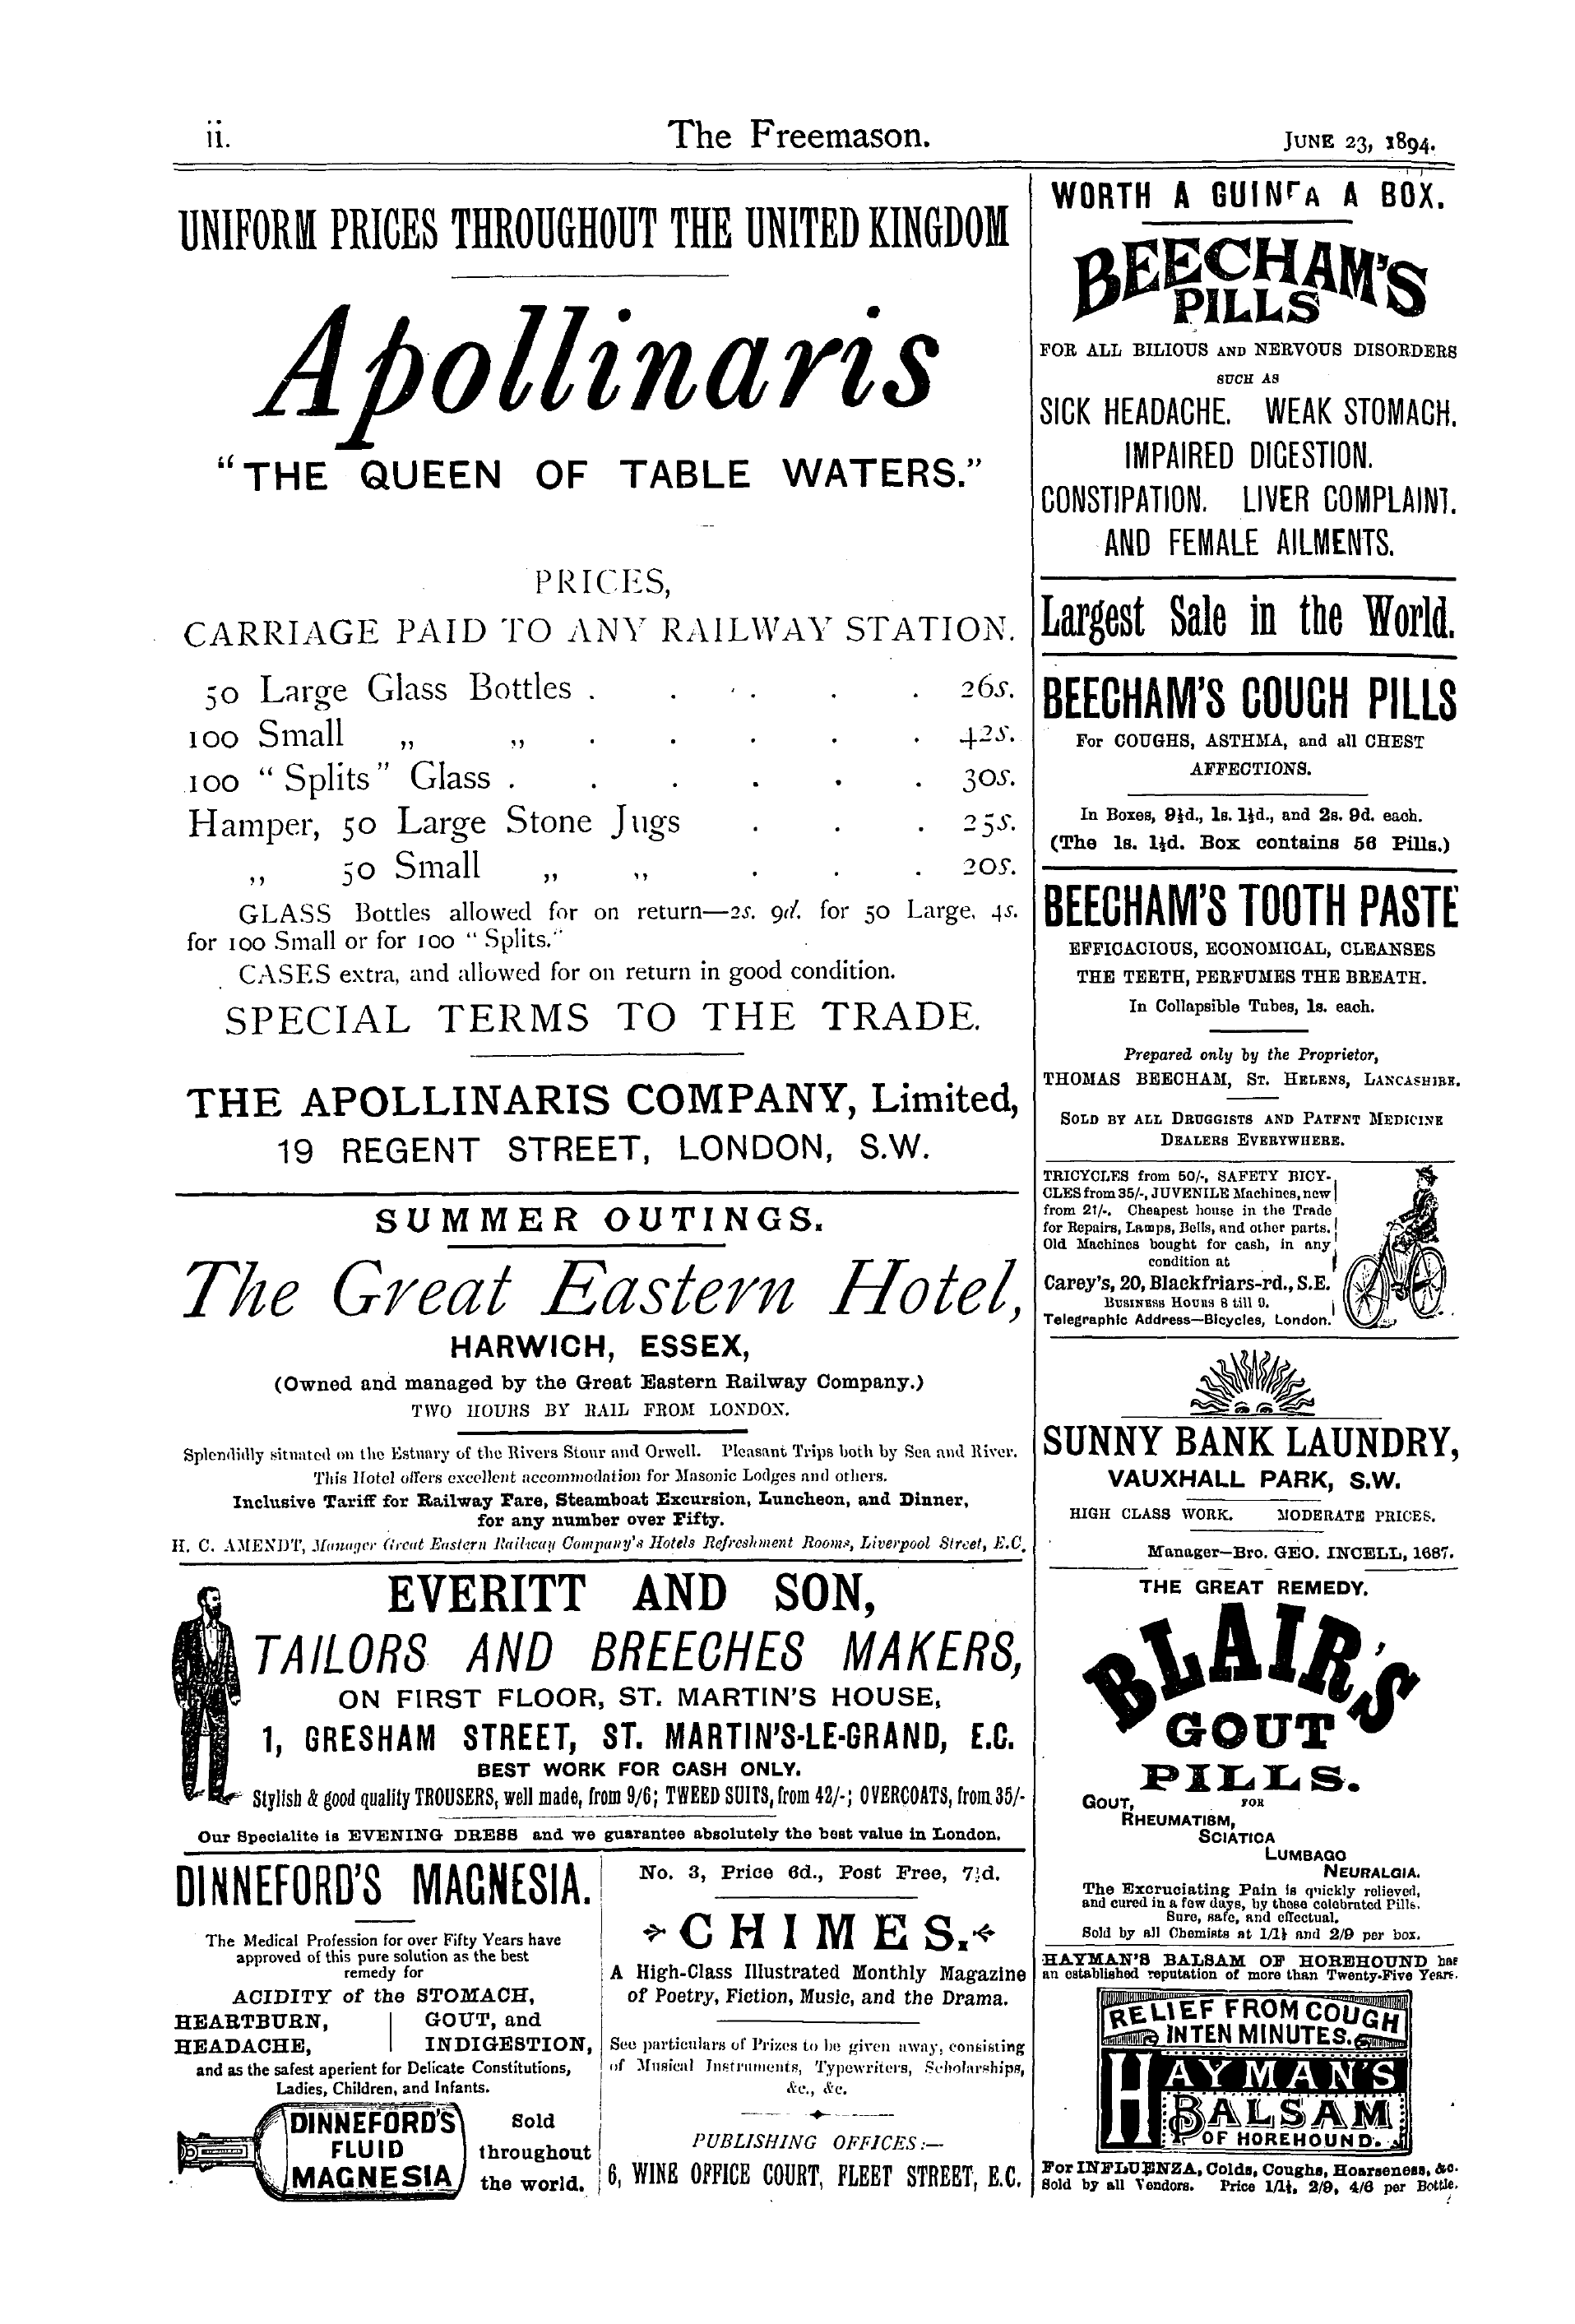 ii.
The Freemason.
JUNE 23, 1894.
UNIFORM PRICES THROUGHOUT THE UNITED KINGDOM
Apollinaris
"THE QUEEN OF TABLE WATERS."
PRICES,
CARRIAGE PAID TO ANY RAILWAY STATION.
50 Large Glass Bottles . . . . . 26s.
100 Small ,, ,, . . . . . 42s.
100 "Splits" Glass . . . . . . 30s.
Hamper, 50 Large Stone Jugs . . . 25s.
,, 50 Small ,, ,, . . . 20s.
GLASS Bottles allowed for on return—2s. 9d. for 50 Large, 4s.
for 100 Small or for 100 "Splits."
CASES extra, and allowed for on return in good condition.
SPECIAL TERMS TO THE TRADE.
THE APOLLINARIS COMPANY, Limited,
19 REGENT STREET, LONDON, S.W.
SUMMER OUTINGS.
The Great Eastern Hotel,
HARWICH, ESSEX,
(Owned and managed by the Great Eastern Railway Company.)
TWO HOURS BY RAIL FROM LONDON.
Splendidly situated on the Estuary of the Rivers Stour and Orwell. Pleasant Trips both by Sea and River.
This Hotel offers excellent accommodation for Masonic Lodges and others.
Inclusive Tariff for Railway Fare, Steamboat Excursion, Luncheon, and Dinner,
for any number over Fifty.
H. C. AMENDT, Manager Great Eastern Railway Company's Hotels Refreshment Rooms, Liverpool Street, E.C.
EVERITT AND SON,
TAILORS AND BREECHES MAKERS,
ON FIRST FLOOR, ST. MARTIN'S HOUSE,
1, GRESHAM STREET, ST. MARTIN'S-LE-GRAND, E.C.
BEST WORK FOR CASH ONLY.
Stylish & good quality TROUSERS, well made, from 9/6; TWEED SUITS, from 42/-; OVERCOATS, from 35/-
Our Specialite is EVENING DRESS and we guarantee absolutely the best value in London.
DINNEFORD'S MAGNESIA.
The Medical Profession for over Fifty Years have
approved of this pure solution as the best
remedy for
ACIDITY of the STOMACH,
HEARTBURN, GOUT, and
HEADACHE, INDIGESTION,
and as the safest aperient for Delicate Constitutions,
Ladies, Children, and Infants.
DINNEFORD'S
FLUID
MAGNESIA
Sold
throughout
the world.
No. 3, Price 6d., Post Free, 7½d.
CHIMES.
A High-Class Illustrated Monthly Magazine
of Poetry, Fiction, Music, and the Drama.
See particulars of Prizes to be given away, consisting
of Musical Instruments, Typewriters, Scholarships,
&c., &c.
PUBLISHING OFFICES:—
6, WINE OFFICE COURT, FLEET STREET, E.C.
WORTH A GUINEA A BOX.
BEECHAM'S
PILLS
FOR ALL BILIOUS AND NERVOUS DISORDERS
SUCH AS
SICK HEADACHE. WEAK STOMACH.
IMPAIRED DIGESTION.
CONSTIPATION. LIVER COMPLAINT.
AND FEMALE AILMENTS.
Largest Sale in the World.
BEECHAM'S COUGH PILLS
For COUGHS, ASTHMA, and all CHEST
AFFECTIONS.
In Boxes, 9½d., 1s. 1½d., and 2s. 9d. each.
(The 1s. 1½d. Box contains 56 Pills.)
BEECHAM'S TOOTH PASTE
EFFICACIOUS, ECONOMICAL, CLEANSES
THE TEETH, PERFUMES THE BREATH.
In Collapsible Tubes, 1s. each.
Prepared only by the Proprietor,
THOMAS BEECHAM, ST. HELENS, LANCASHIRE.
SOLD BY ALL DRUGGISTS AND PATENT MEDICINE
DEALERS EVERYWHERE.
TRICYCLES from 50/-, SAFETY BICY-
CLES from 35/-, JUVENILE Machines, new
from 21/-. Cheapest house in the Trade
for Repairs, Lamps, Bells, and other parts.
Old Machines bought for cash, in any
condition at
Carey's, 20, Blackfriars-rd., S.E.
BUSINESS HOURS 8 till 9.
Telegraphic Address—Bicycles, London.
SUNNY BANK LAUNDRY,
VAUXHALL PARK, S.W.
HIGH CLASS WORK. MODERATE PRICES.
Manager—Bro. GEO. INCELL, 1687.
THE GREAT REMEDY.
BLAIR'S
GOUT
PILLS.
FOR
GOUT,
RHEUMATISM,
SCIATICA
LUMBAGO
NEURALGIA.
The Excruciating Pain is quickly relieved,
and cured in a few days, by these celebrated Pills.
Sure, safe, and effectual.
Sold by all Chemists at 1/1½ and 2/9 per box.
HAYMAN'S BALSAM OF HOREHOUND has
an established reputation of more than Twenty-Five Years.
RELIEF FROM COUGH
IN TEN MINUTES.
HAYMAN'S
BALSAM
OF HOREHOUND.
For INFLUENZA, Colds, Coughs, Hoarseness, &c.
Sold by all Vendors. Price 1/1½, 2/9, 4/6 per Bottle.